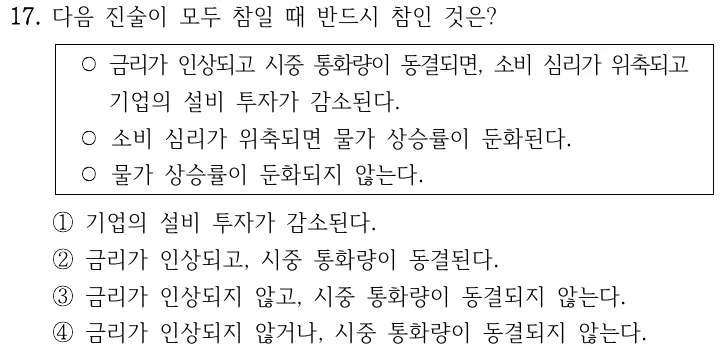 17. 다음 진술이 모두 참일 때 반드시 참인 것은?
○ 금리가 인상되고 시중 통화량이 동결되면, 소비 심리가 위축되고
기업의 설비 투자가 감소된다.
○ 소비 심리가 위축되면 물가 상승률이 둔화된다.
○ 물가 상승률이 둔화되지 않는다.
① 기업의 설비 투자가 감소된다.
② 금리가 인상되고, 시중 통화량이 동결된다.
③ 금리가 인상되지 않고, 시중 통화량이 동결되지 않는다.
④ 금리가 인상되지 않거나, 시중 통화량이 동결되지 않는다.